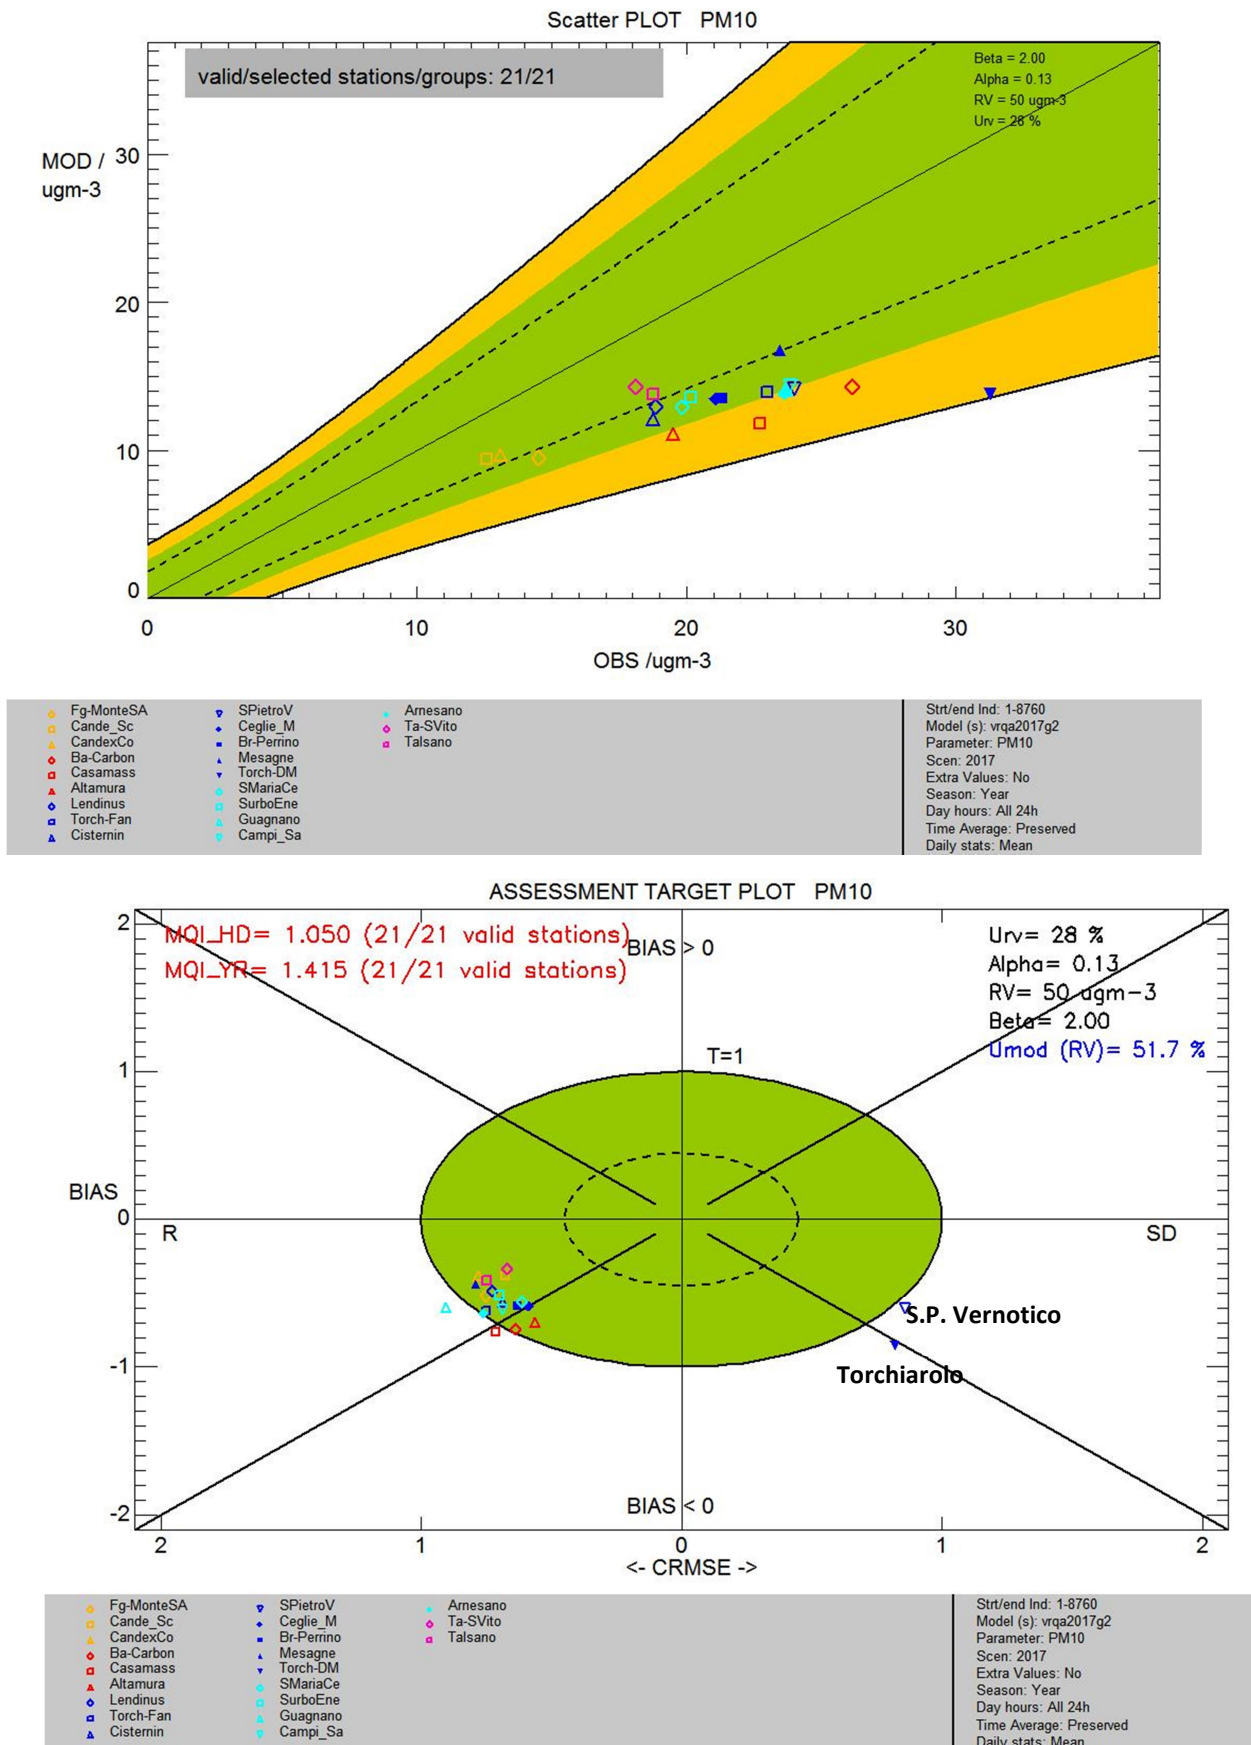 Scatter PLOT PM10
valid/selected stations/groups: 21/21
Beta = 2.00
Alpha = 0.13
RV = 50 ugm-3
Urv = 28 %
MOD /
ugm-3
30
20
10
0
0 10 20 30
OBS /ugm-3
Fg-MonteSA SPietroV Arnesano
Cande_Sc Ceglie_M Ta-SVito
CandexCo Br-Perrino Talsano
Ba-Carbon Mesagne
Casamass Torch-DM
Altamura SMariaCe
Lendinus SurboEne
Torch-Fan Guagnano
Cisternin Campi_Sa
Strt/end Ind: 1-8760
Model (s): vrqa2017g2
Parameter: PM10
Scen: 2017
Extra Values: No
Season: Year
Day hours: All 24h
Time Average: Preserved
Daily stats: Mean
ASSESSMENT TARGET PLOT PM10
MQI_HD= 1.050 (21/21 valid stations)
MQI_YR= 1.415 (21/21 valid stations)
BIAS > 0
Urv= 28 %
Alpha= 0.13
RV= 50 ugm-3
Beta= 2.00
Umod (RV)= 51.7 %
T=1
2
1
BIAS
0
R
SD
S.P. Vernotico
-1
Torchiarolo
BIAS < 0
-2
2 1 0 1 2
<- CRMSE ->
Fg-MonteSA SPietroV Arnesano
Cande_Sc Ceglie_M Ta-SVito
CandexCo Br-Perrino Talsano
Ba-Carbon Mesagne
Casamass Torch-DM
Altamura SMariaCe
Lendinus SurboEne
Torch-Fan Guagnano
Cisternin Campi_Sa
Strt/end Ind: 1-8760
Model (s): vrqa2017g2
Parameter: PM10
Scen: 2017
Extra Values: No
Season: Year
Day hours: All 24h
Time Average: Preserved
Daily stats: Mean